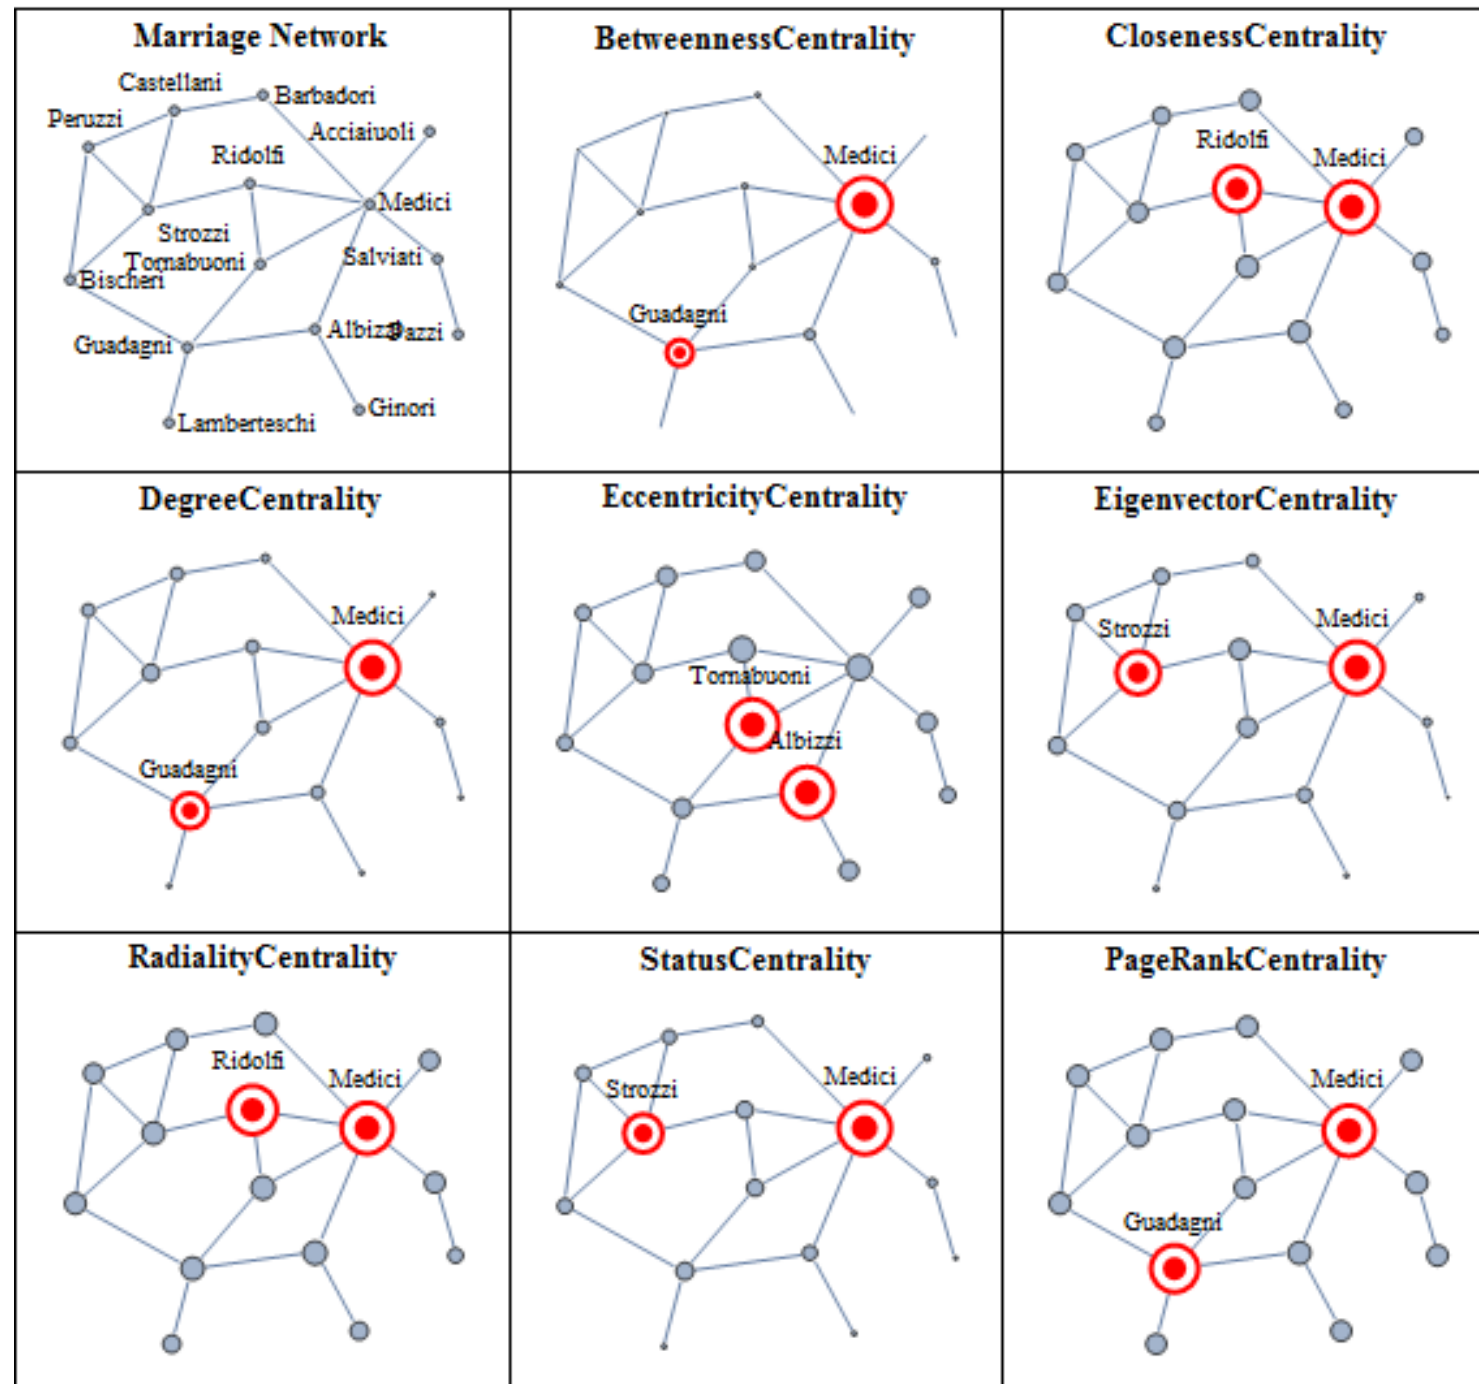 Marriage Network
Castellani
Barbadori
Peruzzi
Acciaiuoli
Ridolfi
Medici
Strozzi
Tornabuoni
Salviati
Bischeri
Guadagni
Albizzi
Pazzi
Ginori
Lamberteschi
BetweennessCentrality
Medici
Guadagni
ClosenessCentrality
Ridolfi
Medici
DegreeCentrality
Medici
Guadagni
EccentricityCentrality
Tornabuoni
Albizzi
EigenvectorCentrality
Strozzi
Medici
RadialityCentrality
Ridolfi
Medici
StatusCentrality
Strozzi
Medici
PageRankCentrality
Medici
Guadagni